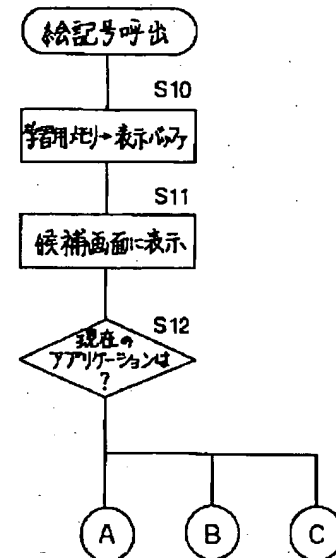 絵記号呼出
S10
学習用メモリ→表示バッファ
S11
候補画面に表示
S12
現在の
アプリケーションは
?
A
B
C